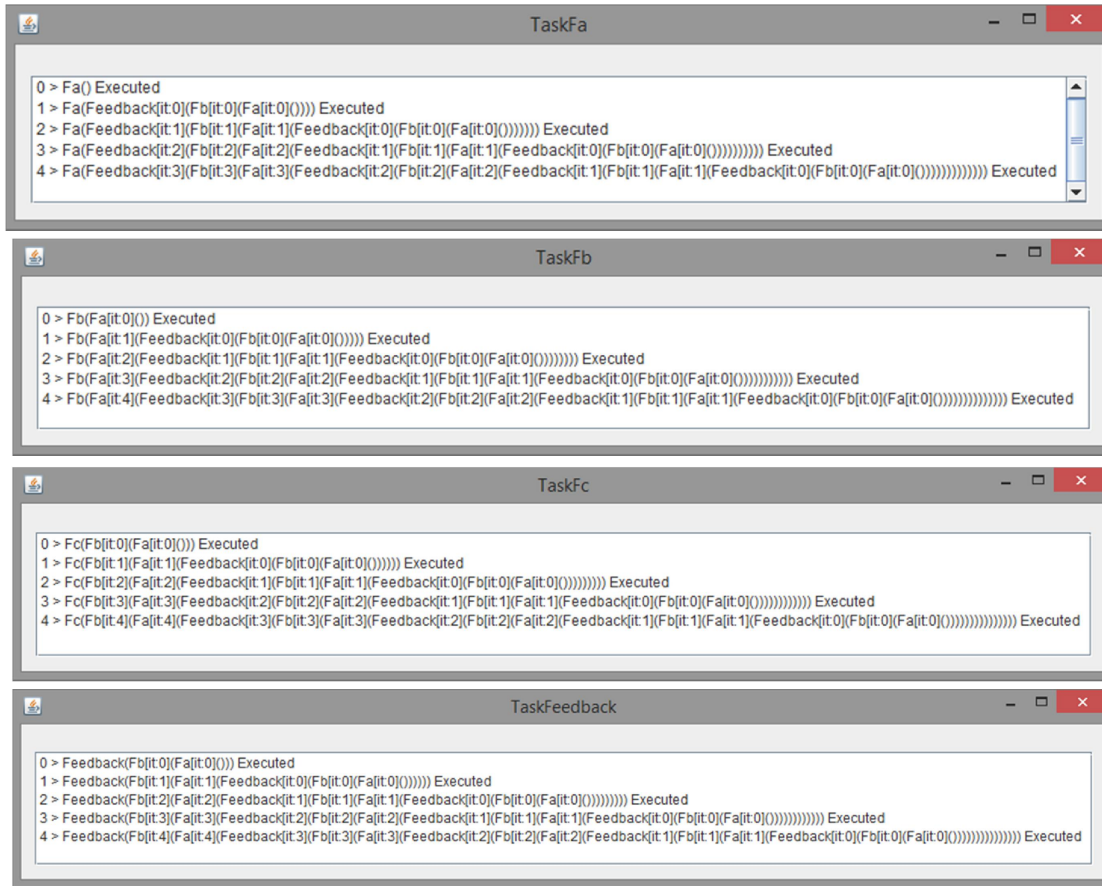 TaskFa
0 > Fa() Executed
1 > Fa(Feedback[it:0](Fb[it:0](Fa[it:0]()))) Executed
2 > Fa(Feedback[it:1](Fb[it:1](Fa[it:1](Feedback[it:0](Fb[it:0](Fa[it:0]())))))) Executed
3 > Fa(Feedback[it:2](Fb[it:2](Fa[it:2](Feedback[it:1](Fb[it:1](Fa[it:1](Feedback[it:0](Fb[it:0](Fa[it:0]()))))))))) Executed
4 > Fa(Feedback[it:3](Fb[it:3](Fa[it:3](Feedback[it:2](Fb[it:2](Fa[it:2](Feedback[it:1](Fb[it:1](Fa[it:1](Feedback[it:0](Fb[it:0](Fa[it:0]()))))))))))))) Executed
TaskFb
0 > Fb(Fa[it:0]()) Executed
1 > Fb(Fa[it:1](Feedback[it:0](Fb[it:0](Fa[it:0]())))) Executed
2 > Fb(Fa[it:2](Feedback[it:1](Fb[it:1](Fa[it:1](Feedback[it:0](Fb[it:0](Fa[it:0]()))))))) Executed
3 > Fb(Fa[it:3](Feedback[it:2](Fb[it:2](Fa[it:2](Feedback[it:1](Fb[it:1](Fa[it:1](Feedback[it:0](Fb[it:0](Fa[it:0]())))))))))) Executed
4 > Fb(Fa[it:4](Feedback[it:3](Fb[it:3](Fa[it:3](Feedback[it:2](Fb[it:2](Fa[it:2](Feedback[it:1](Fb[it:1](Fa[it:1](Feedback[it:0](Fb[it:0](Fa[it:0]())))))))))))))) Executed
TaskFc
0 > Fc(Fb[it:0](Fa[it:0]())) Executed
1 > Fc(Fb[it:1](Fa[it:1](Feedback[it:0](Fb[it:0](Fa[it:0]()))))) Executed
2 > Fc(Fb[it:2](Fa[it:2](Feedback[it:1](Fb[it:1](Fa[it:1](Feedback[it:0](Fb[it:0](Fa[it:0]())))))))) Executed
3 > Fc(Fb[it:3](Fa[it:3](Feedback[it:2](Fb[it:2](Fa[it:2](Feedback[it:1](Fb[it:1](Fa[it:1](Feedback[it:0](Fb[it:0](Fa[it:0]()))))))))))) Executed
4 > Fc(Fb[it:4](Fa[it:4](Feedback[it:3](Fb[it:3](Fa[it:3](Feedback[it:2](Fb[it:2](Fa[it:2](Feedback[it:1](Fb[it:1](Fa[it:1](Feedback[it:0](Fb[it:0](Fa[it:0]()))))))))))))))) Executed
TaskFeedback
0 > Feedback(Fb[it:0](Fa[it:0]())) Executed
1 > Feedback(Fb[it:1](Fa[it:1](Feedback[it:0](Fb[it:0](Fa[it:0]()))))) Executed
2 > Feedback(Fb[it:2](Fa[it:2](Feedback[it:1](Fb[it:1](Fa[it:1](Feedback[it:0](Fb[it:0](Fa[it:0]())))))))) Executed
3 > Feedback(Fb[it:3](Fa[it:3](Feedback[it:2](Fb[it:2](Fa[it:2](Feedback[it:1](Fb[it:1](Fa[it:1](Feedback[it:0](Fb[it:0](Fa[it:0]()))))))))))) Executed
4 > Feedback(Fb[it:4](Fa[it:4](Feedback[it:3](Fb[it:3](Fa[it:3](Feedback[it:2](Fb[it:2](Fa[it:2](Feedback[it:1](Fb[it:1](Fa[it:1](Feedback[it:0](Fb[it:0](Fa[it:0]()))))))))))))))) Executed